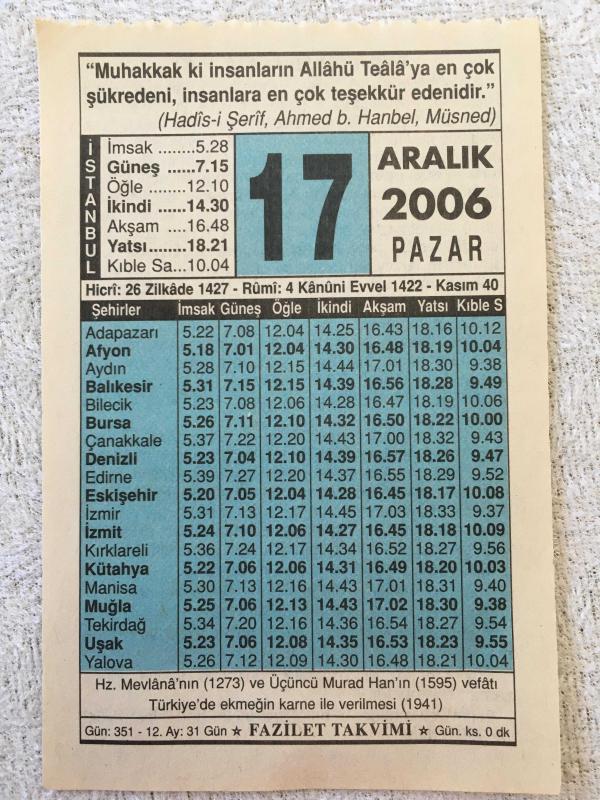 “Muhakkak ki insanların Allâhü Teâlâ’ya en çok
şükredeni, insanlara en çok teşekkür edenidir.”
(Hadîs-i Şerîf, Ahmed b. Hanbel, Müsned)
İSTANBUL
İmsak ........5.28
Güneş ......7.15
Öğle .......12.10
İkindi ......14.30
Akşam ....16.48
Yatsı........18.21
Kıble Sa...10.04
17
ARALIK
2006
PAZAR
Hicrî: 26 Zilkâde 1427 - Rûmî: 4 Kânûni Evvel 1422 - Kasım 40
Şehirler İmsak Güneş Öğle İkindi Akşam Yatsı Kıble S
Adapazarı 5.22 7.08 12.04 14.25 16.43 18.16 10.12
Afyon 5.18 7.01 12.04 14.30 16.48 18.19 10.04
Aydın 5.28 7.10 12.15 14.44 17.01 18.30 9.38
Balıkesir 5.31 7.15 12.15 14.39 16.56 18.28 9.49
Bilecik 5.23 7.08 12.06 14.28 16.47 18.19 10.06
Bursa 5.26 7.11 12.10 14.32 16.50 18.22 10.00
Çanakkale 5.37 7.22 12.20 14.43 17.00 18.32 9.43
Denizli 5.23 7.04 12.10 14.39 16.57 18.26 9.47
Edirne 5.39 7.27 12.20 14.37 16.55 18.29 9.52
Eskişehir 5.20 7.05 12.04 14.28 16.45 18.17 10.08
İzmir 5.31 7.13 12.17 14.45 17.03 18.33 9.37
İzmit 5.24 7.10 12.06 14.27 16.45 18.18 10.09
Kırklareli 5.36 7.24 12.17 14.34 16.52 18.27 9.56
Kütahya 5.22 7.06 12.06 14.31 16.49 18.20 10.03
Manisa 5.30 7.13 12.16 14.43 17.01 18.31 9.40
Muğla 5.25 7.06 12.13 14.43 17.02 18.30 9.38
Tekirdağ 5.34 7.20 12.16 14.36 16.54 18.27 9.54
Uşak 5.23 7.06 12.08 14.35 16.53 18.23 9.55
Yalova 5.26 7.12 12.09 14.30 16.48 18.21 10.04
Hz. Mevlânâ’nın (1273) ve Üçüncü Murad Han’ın (1595) vefâtı
Türkiye’de ekmeğin karne ile verilmesi (1941)
Gün: 351 - 12. Ay: 31 Gün ★ FAZİLET TAKVİMİ ★ Gün. ks. 0 dk